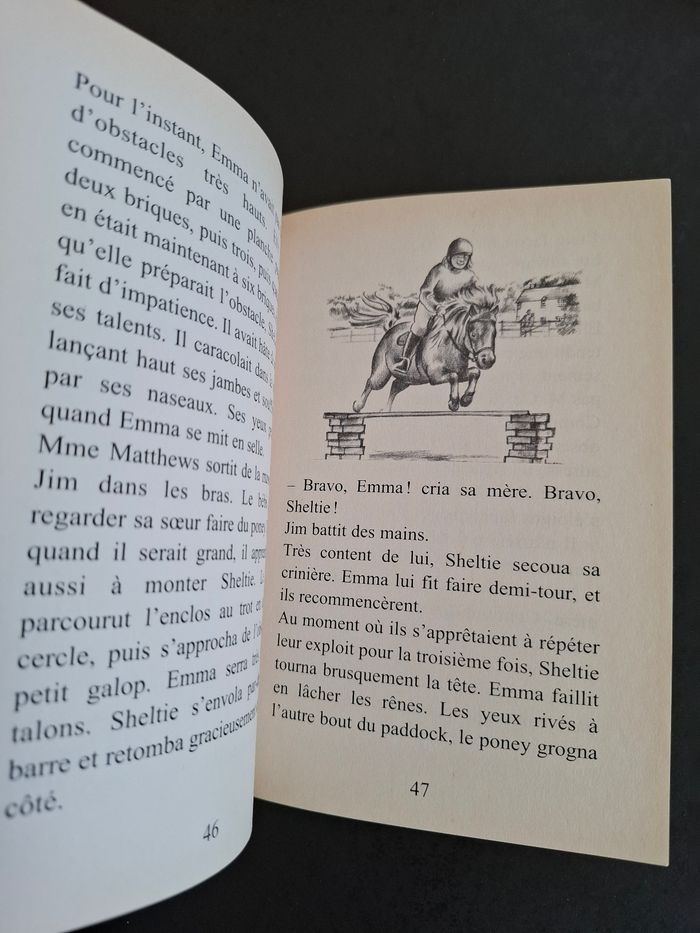 Pour l'instant, Emma n'avait
d'obstacles très hauts.
commencé par une planche
deux briques, puis trois, puis
en était maintenant à six briques
qu'elle préparait l'obstacle,
fait d'impatience. Il avait hâte
ses talents. Il caracolait dans
lançant haut ses jambes et
par ses naseaux. Ses yeux
quand Emma se mit en selle.
Mme Matthews sortit de la
Jim dans les bras. Le
regarder sa sœur faire du poney
quand il serait grand, il
aussi à monter Sheltie.
parcourut l'enclos au trot
cercle, puis s'approcha de
petit galop. Emma serra
talons. Sheltie s'envola
barre et retomba gracieusement
côté.
46
– Bravo, Emma ! cria sa mère. Bravo,
Sheltie !
Jim battit des mains.
Très content de lui, Sheltie secoua sa
crinière. Emma lui fit faire demi-tour, et
ils recommencèrent.
Au moment où ils s'apprêtaient à répéter
leur exploit pour la troisième fois, Sheltie
tourna brusquement la tête. Emma faillit
en lâcher les rênes. Les yeux rivés à
l'autre bout du paddock, le poney grogna
47